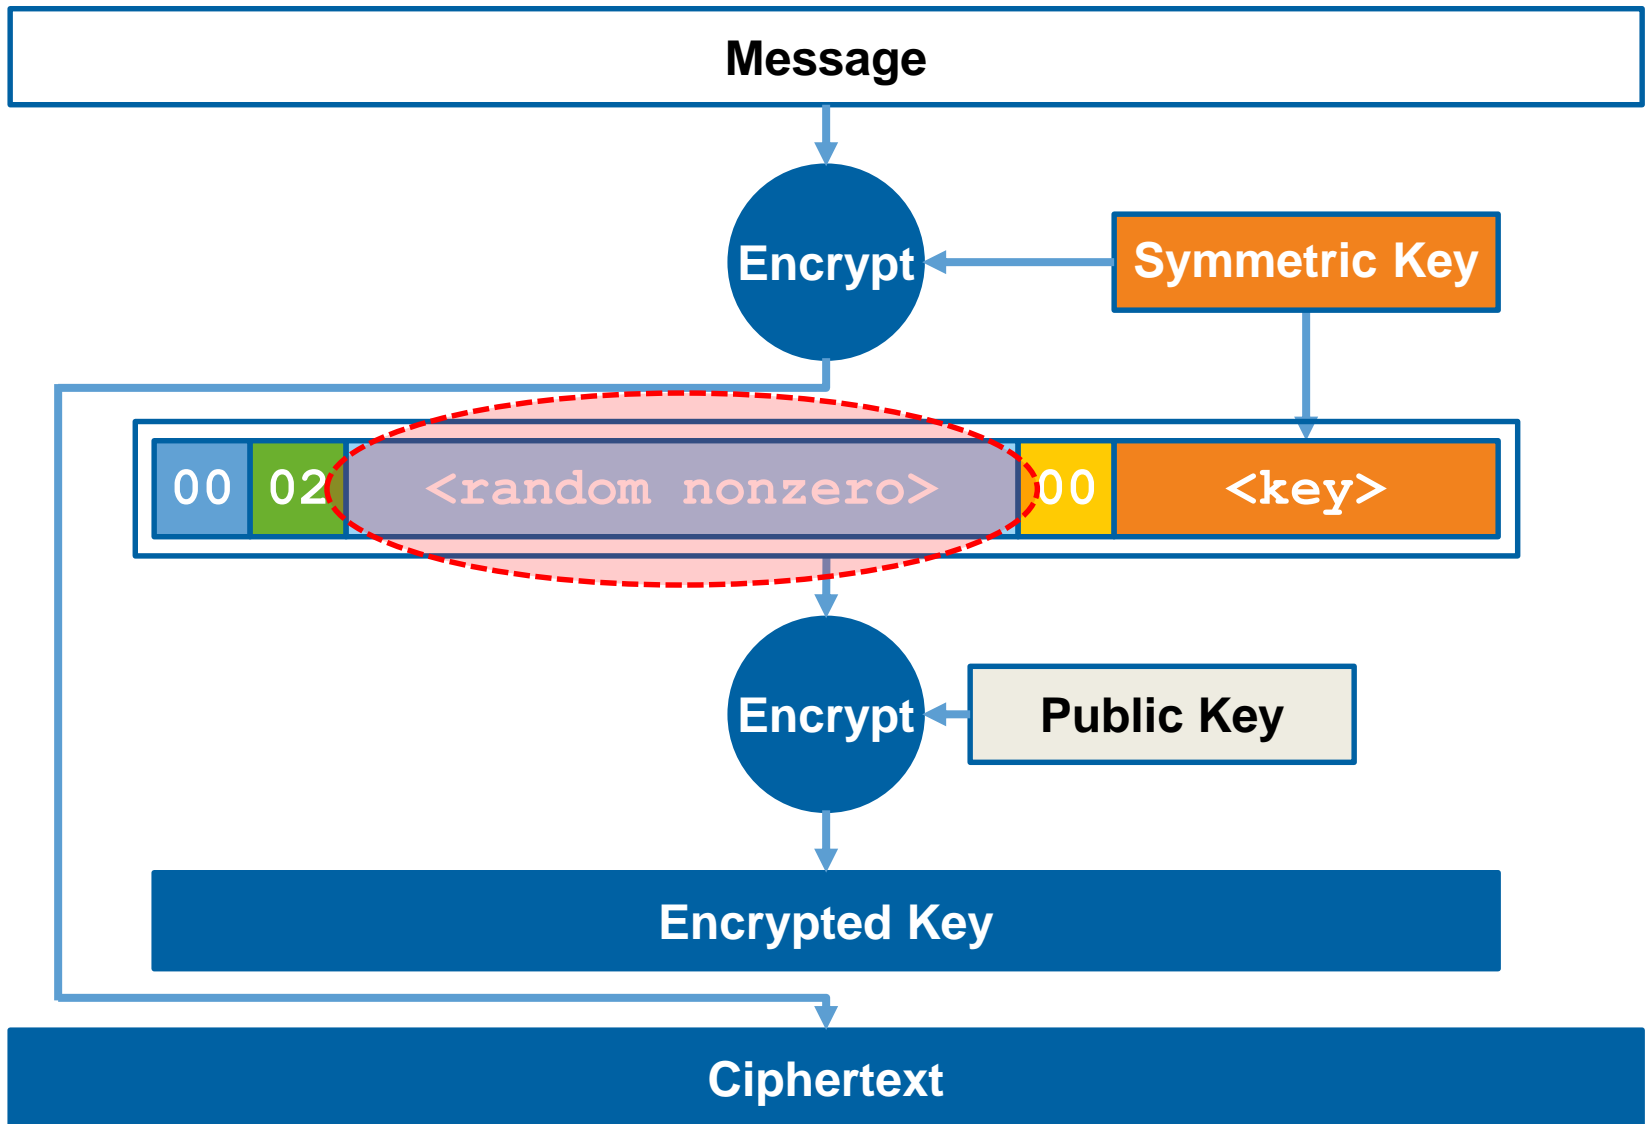 Message
Encrypt
Symmetric Key
00 02 <random nonzero> 00 <key>
Encrypt
Public Key
Encrypted Key
Ciphertext